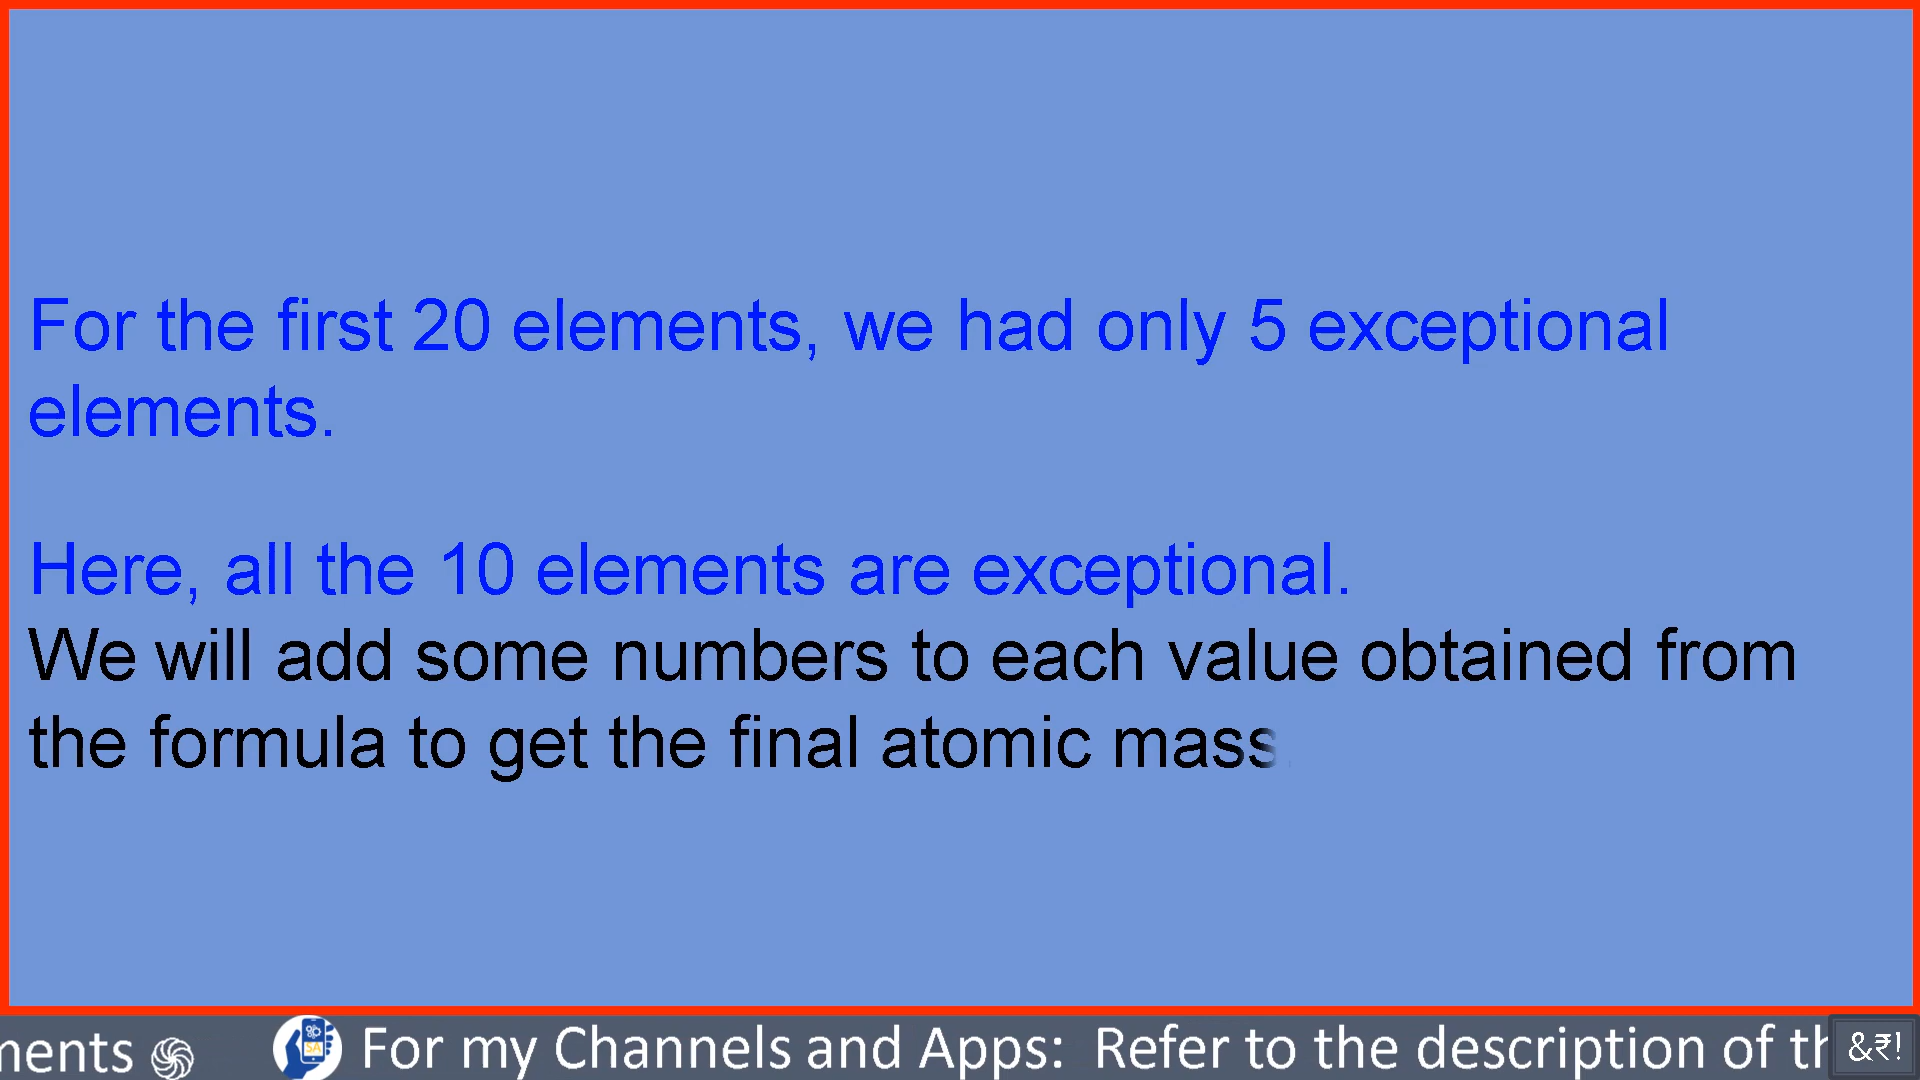 For the first 20 elements, we had only 5 exceptional
elements.
Here, all the 10 elements are exceptional.
We will add some numbers to each value obtained from
the formula to get the final atomic mass.
ments For my Channels and Apps: Refer to the description of th
&₹!